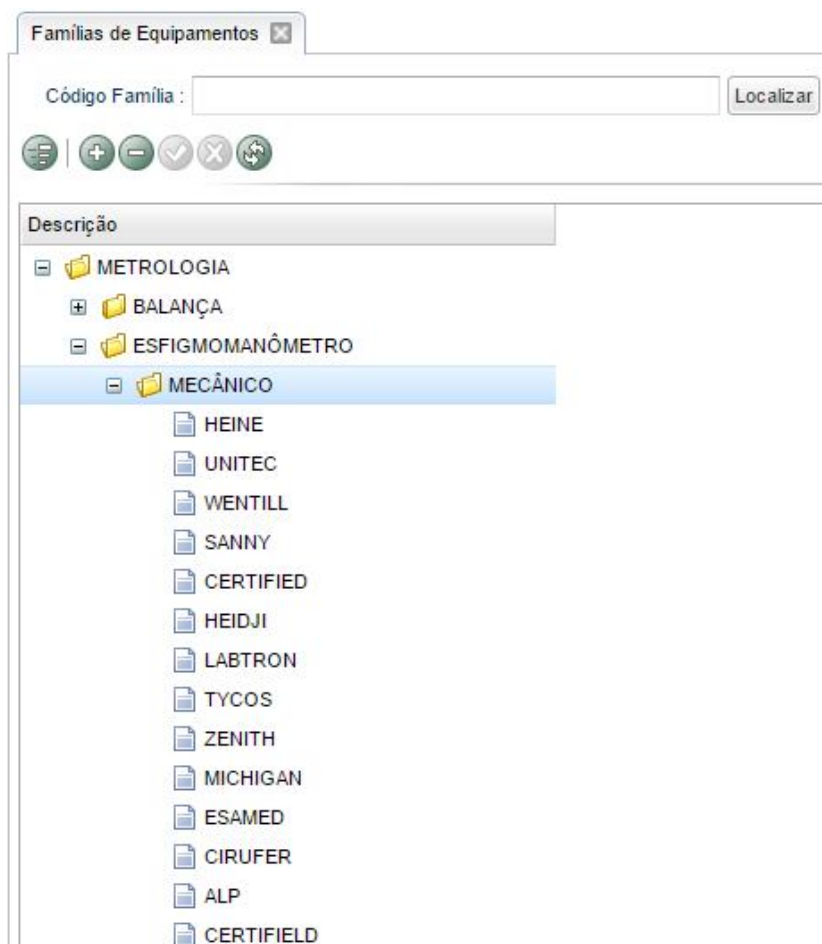 Famílias de Equipamentos
Código Família : Localizar
Descrição
METROLOGIA
BALANÇA
ESFIGMOMANÔMETRO
MECÂNICO
HEINE
UNITEC
WENTILL
SANNY
CERTIFIED
HEIDJI
LABTRON
TYCOS
ZENITH
MICHIGAN
ESAMED
CIRUFER
ALP
CERTIFIELD